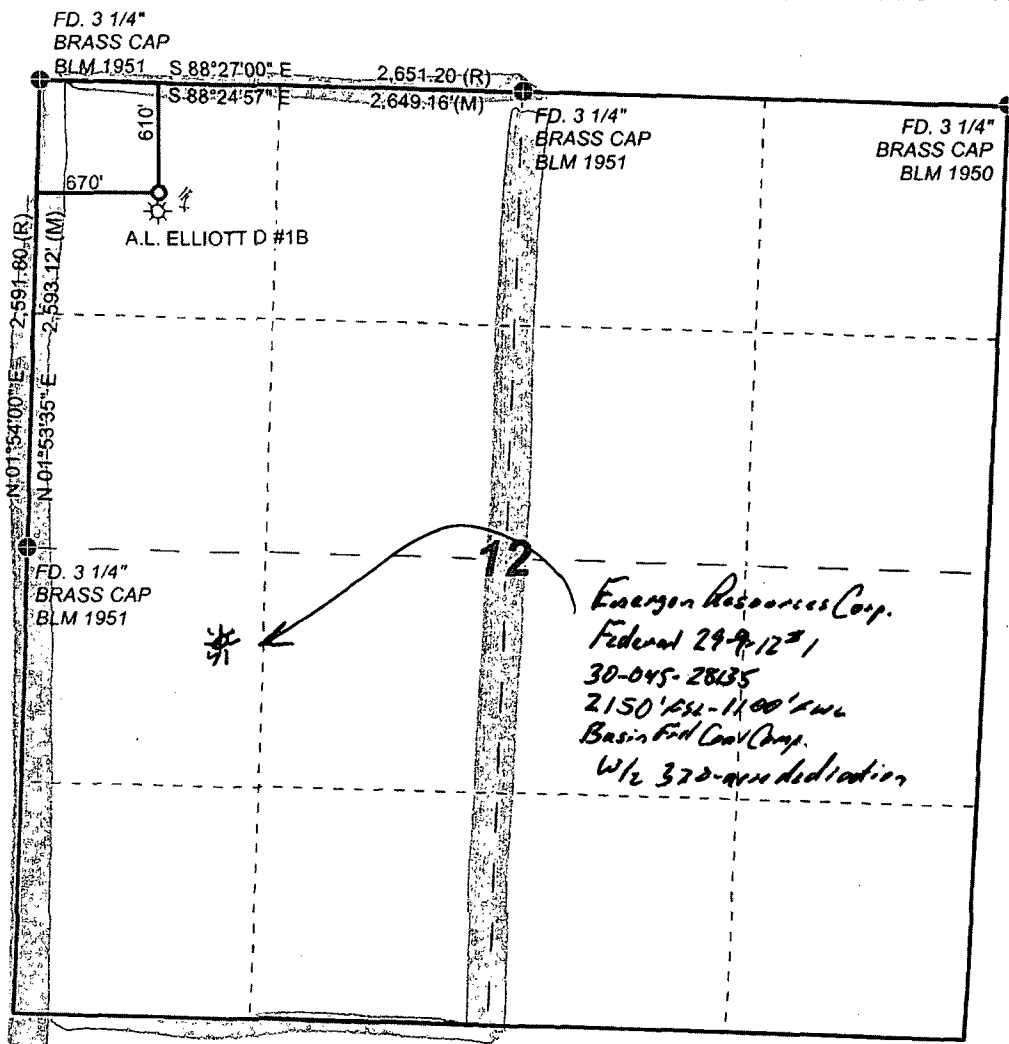 FD. 3 1/4"
BRASS CAP
BLM 1951
S 88°27'00" E 2,651.20 (R)
S 88°24'57" E 2,649.16'(M)
FD. 3 1/4"
BRASS CAP
BLM 1951
FD. 3 1/4"
BRASS CAP
BLM 1950
610'
670'
A.L. ELLIOTT D #1B
N 01°54'00" E 2,591.80 (R)
N 01°53'35" E 2,593.12' (M)
12
FD. 3 1/4"
BRASS CAP
BLM 1951
Resources Corp.
Federal 29-9-12 #1
30-045-28135
2150' FSL-1100' FWL
Basin Coal Comp.
W/2 320-acre dedication